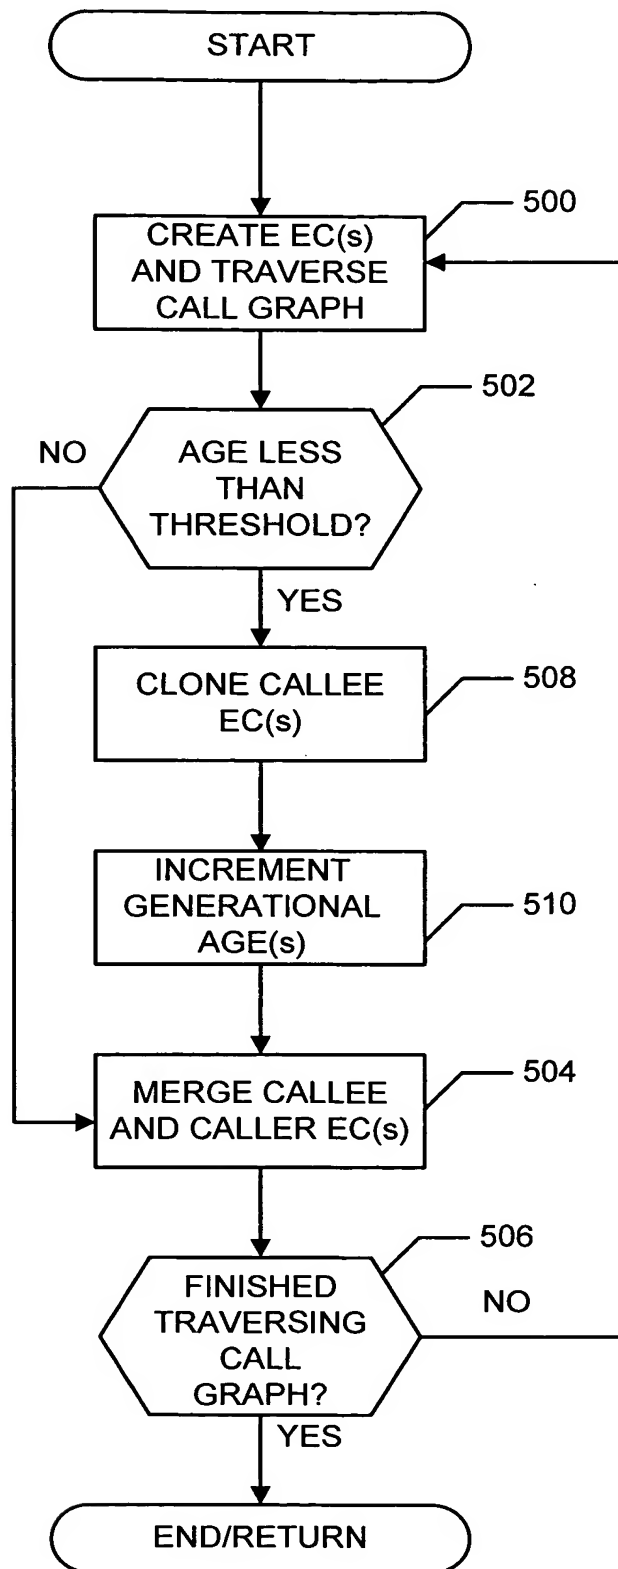 START
500
CREATE EC(s)
AND TRAVERSE
CALL GRAPH
502
NO
AGE LESS
THAN
THRESHOLD?
YES
508
CLONE CALLEE
EC(s)
INCREMENT
GENERATIONAL
AGE(s)
510
504
MERGE CALLEE
AND CALLER EC(s)
506
FINISHED
TRAVERSING
CALL
GRAPH?
NO
YES
END/RETURN